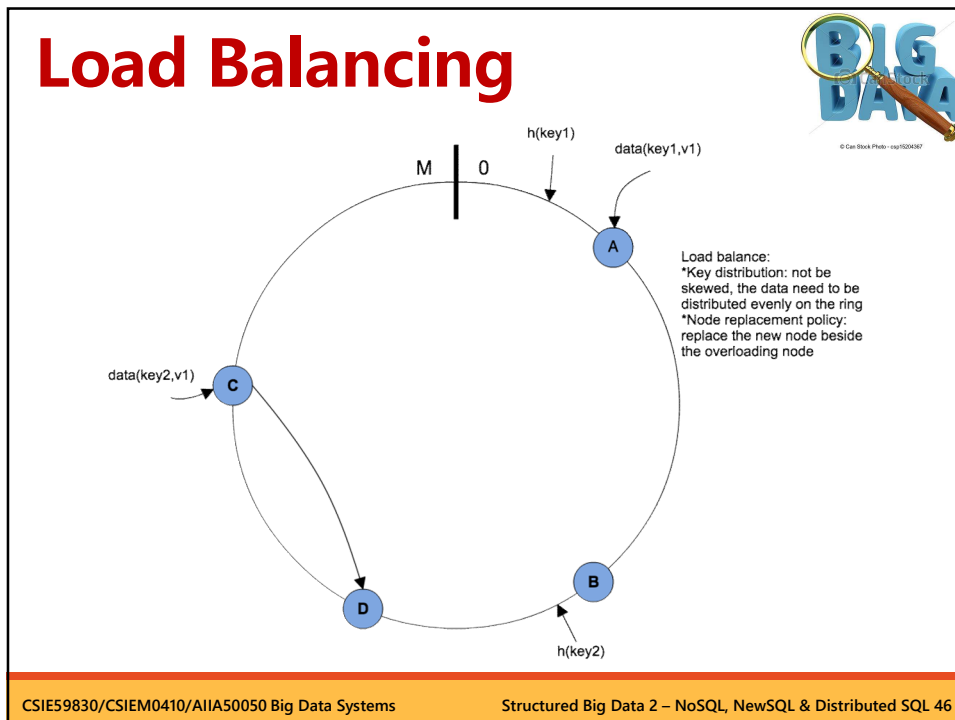 Load Balancing
BIG
DATA
(C) CanStock
© Can Stock Photo - csp15204367
h(key1)
data(key1,v1)
M
0
A
Load balance:
*Key distribution: not be
skewed, the data need to be
distributed evenly on the ring
*Node replacement policy:
replace the new node beside
the overloading node
data(key2,v1)
C
B
D
h(key2)
CSIE59830/CSIEM0410/AIIA50050 Big Data Systems
Structured Big Data 2 – NoSQL, NewSQL & Distributed SQL 46